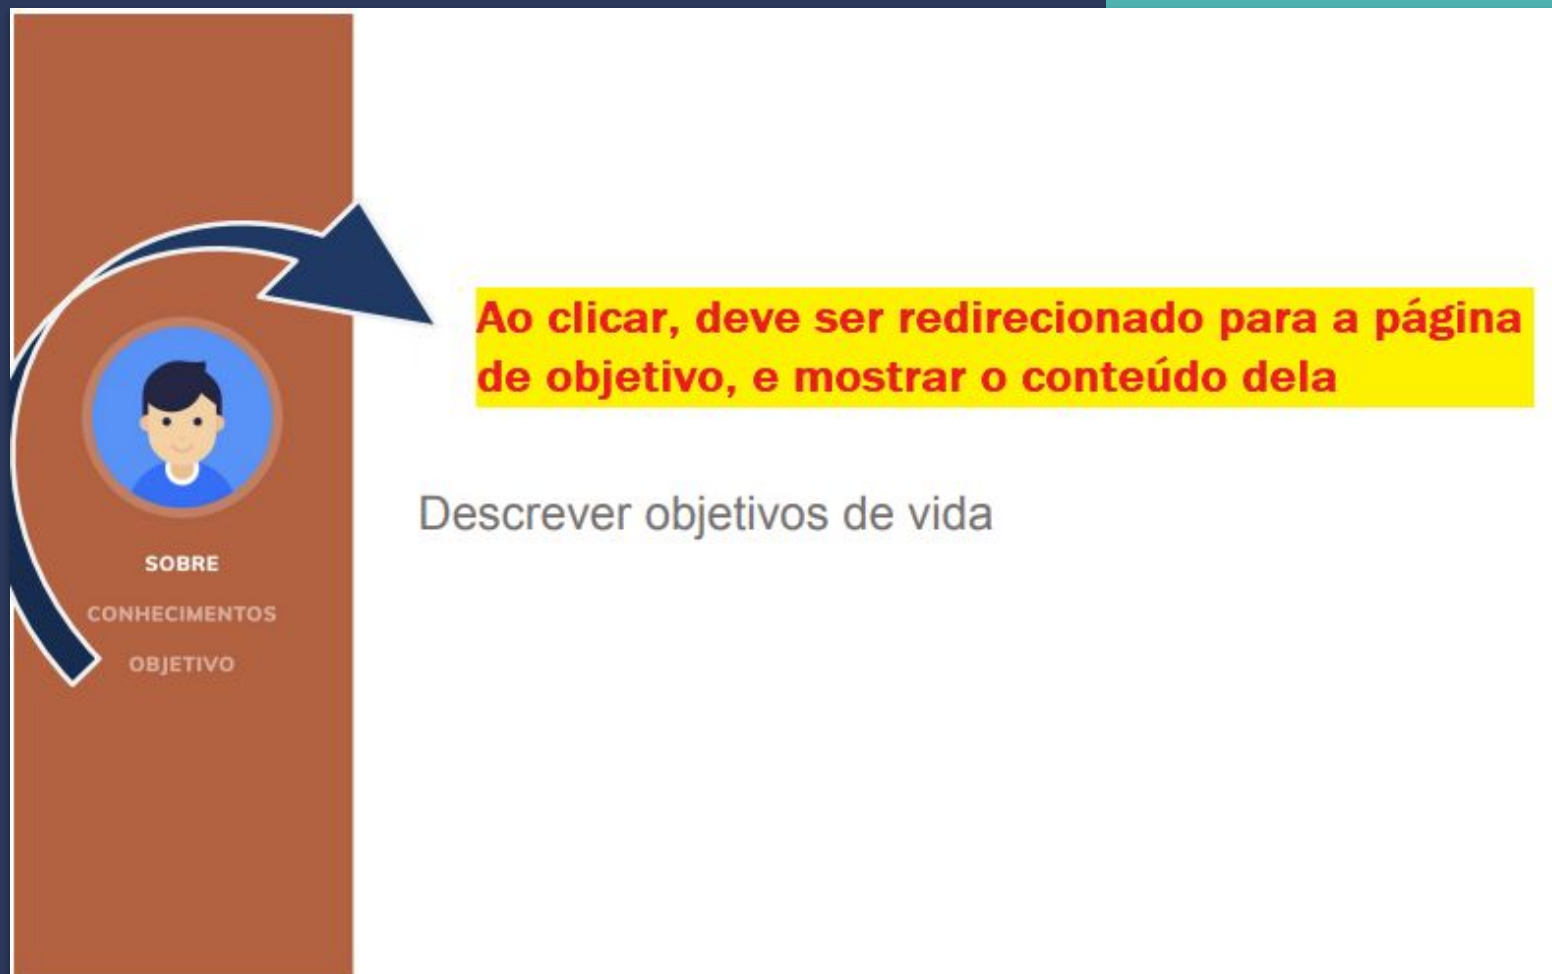 Ao clicar, deve ser redirecionado para a página
de objetivo, e mostrar o conteúdo dela
Descrever objetivos de vida
SOBRE
CONHECIMENTOS
OBJETIVO